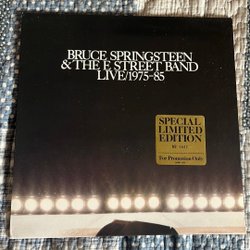 BRUCE SPRINGSTEEN
& THE E STREET BAND
LIVE/1975-85
SPECIAL
LIMITED
EDITION
For Promotion Only